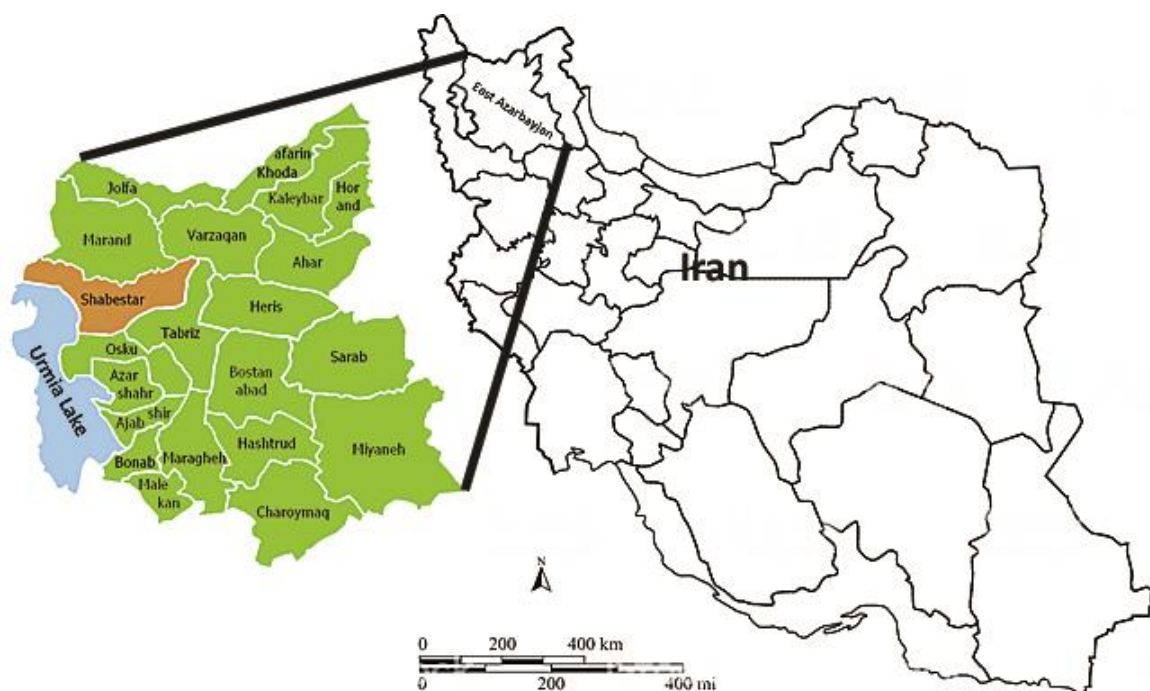 East Azarbayjan
Iran
afarin
Khoda
Jolfa
Kaleybar
Hor
and
Marand
Varzaqan
Ahar
Shabestar
Heris
Tabriz
Osku
Sarab
Azar
shahr
Bostan
abad
Urmia Lake
Ajab shir
Bonab
Maragheh
Hashtrud
Miyaneh
Male
kan
Charoymaq
N
0 200 400 km
0 200 400 mi